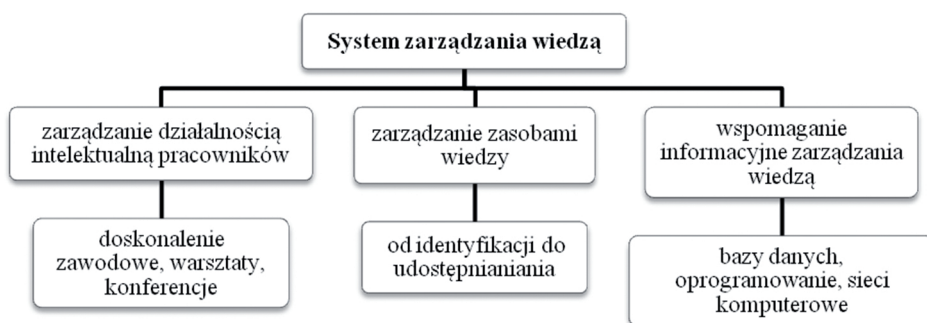 System zarządzania wiedzą
zarządzanie działalnością
intelektualną pracowników
zarządzanie zasobami
wiedzy
wspomaganie
informacyjne zarządzania
wiedzą
doskonalenie
zawodowe, warsztaty,
konferencje
od identyfikacji do
udostępnianiania
bazy danych,
oprogramowanie, sieci
komputerowe